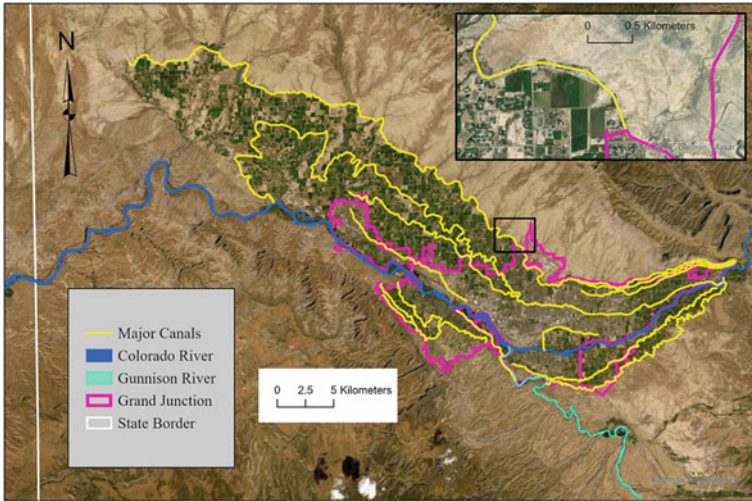 N
0 0.5 Kilometers
Major Canals
Colorado River
Gunnison River
Grand Junction
State Border
0 2.5 5 Kilometers